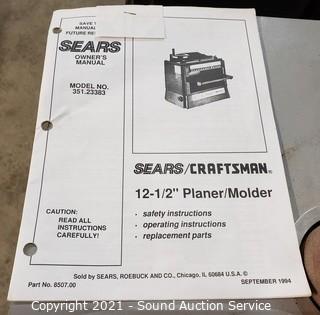 SAVE
MANUAL
FUTURE RE
SEARS
OWNER'S
MANUAL
MODEL NO.
351.23383
SEARS/CRAFTSMAN®
12-1/2" Planer/Molder
• safety instructions
• operating instructions
• replacement parts
CAUTION:
READ ALL
INSTRUCTIONS
CAREFULLY!
Sold by SEARS, ROEBUCK AND CO., Chicago, IL 60684 U.S.A. ©
Part No. 8507.00
SEPTEMBER 1994
Copyright 2021 - Sound Auction Service